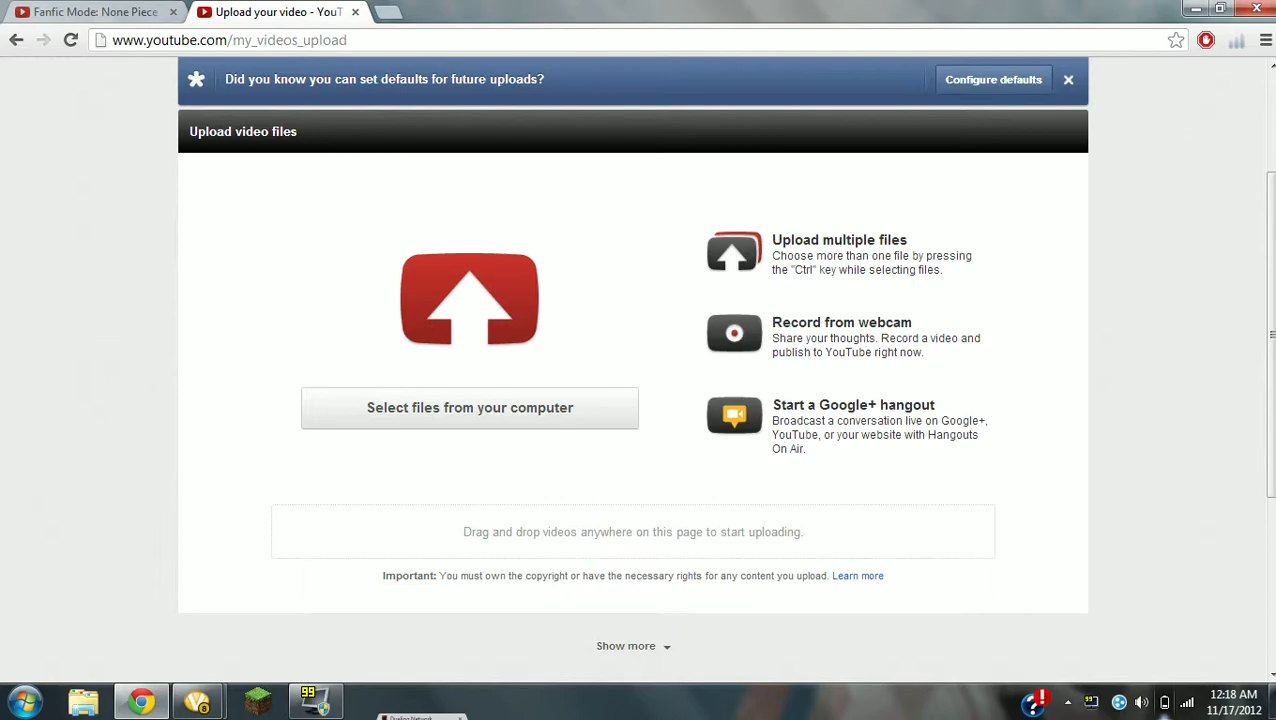 Fanfic Mode: None Piece
Upload your video - YouT
www.youtube.com/my_videos_upload
Did you know you can set defaults for future uploads?
Configure defaults
Upload video files
Upload multiple files
Choose more than one file by pressing
the "Ctrl" key while selecting files.
Record from webcam
Share your thoughts. Record a video and
publish to YouTube right now.
Select files from your computer
Start a Google+ hangout
Broadcast a conversation live on Google+,
YouTube, or your website with Hangouts
On Air.
Drag and drop videos anywhere on this page to start uploading.
Important: You must own the copyright or have the necessary rights for any content you upload. Learn more
Show more
8
99
99
12:18 AM
11/17/2012
Dueling Network